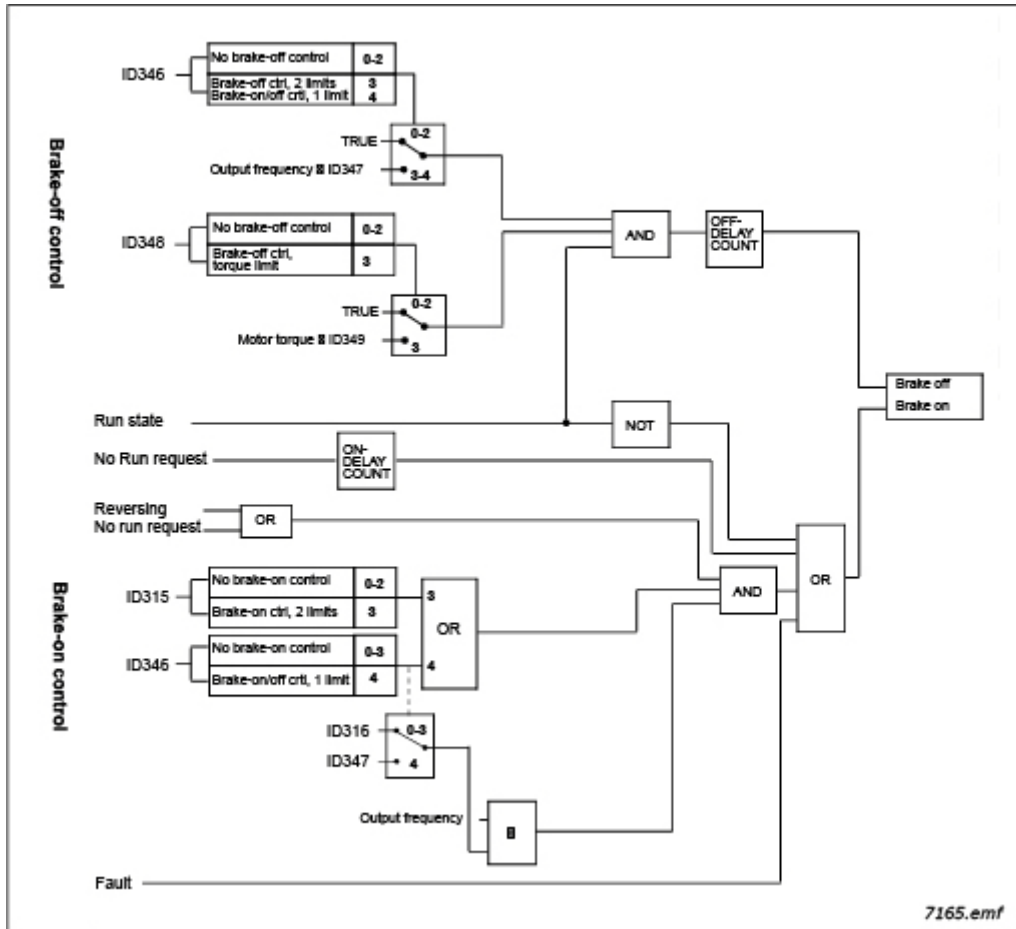 Brake-off control
ID346
No brake-off control 0-2
Brake-off ctrl, 2 limits 3
Brake-on/off crtl, 1 limit 4
TRUE
0-2
Output frequency ID347
3-4
ID348
No brake-off control 0-2
Brake-off ctrl,
torque limit
3
TRUE
0-2
Motor torque ID349
3
AND
OFF-
DELAY
COUNT
Brake off
Brake on
Run state
NOT
No Run request
ON-
DELAY
COUNT
Reversing
No run request
OR
Brake-on control
ID315
No brake-on control 0-2
Brake-on ctrl, 2 limits 3
ID346
No brake-on control 0-3
Brake-on/off crtl, 1 limit 4
3
OR
4
AND
OR
ID316
0-3
ID347
4
Output frequency
Fault
7165.emf